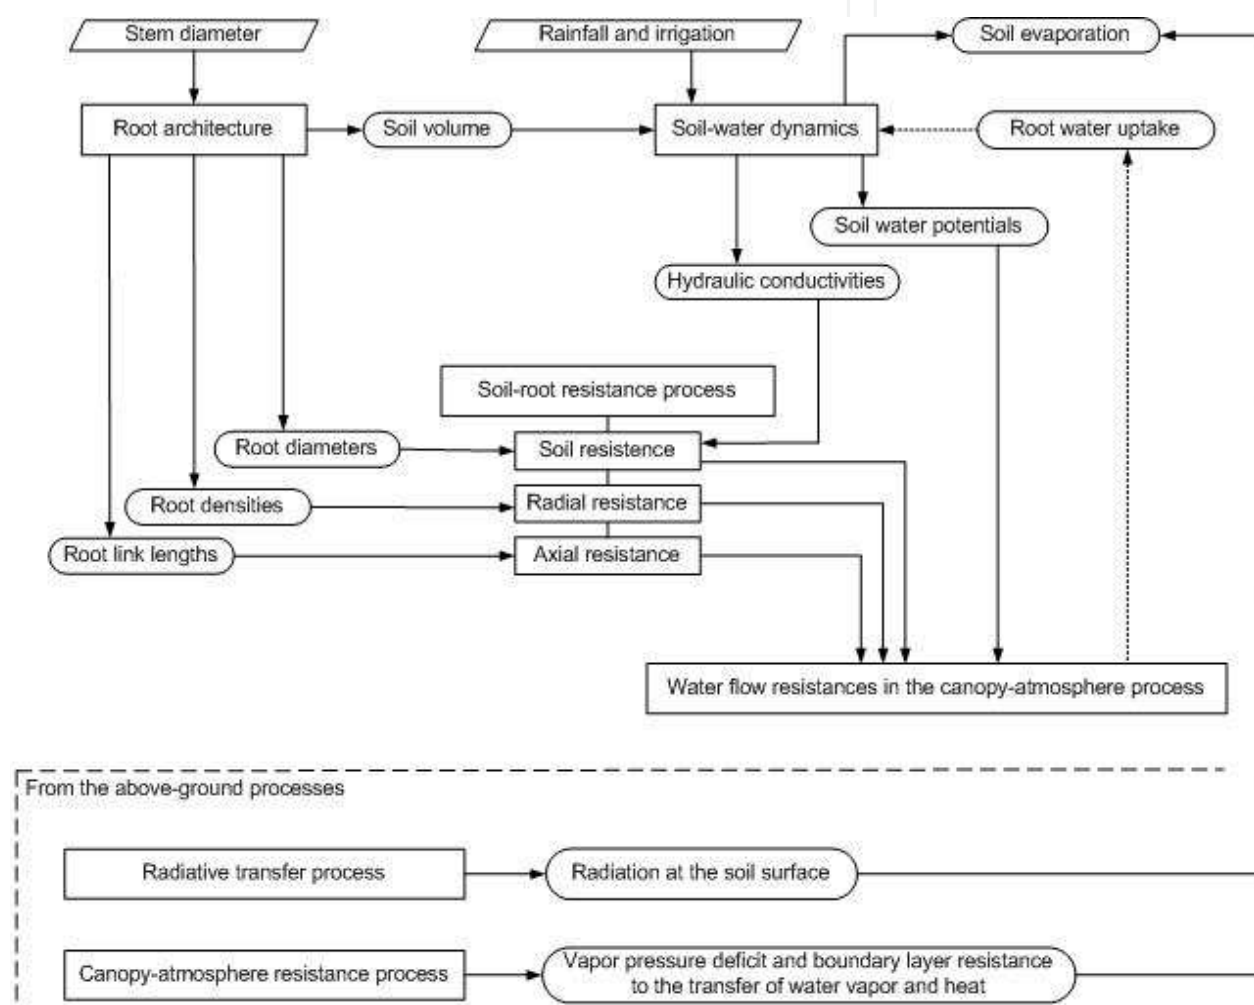 Stem diameter
Rainfall and irrigation
Soil evaporation
Root architecture
Soil volume
Soil-water dynamics
Root water uptake
Soil water potentials
Hydraulic conductivities
Soil-root resistance process
Root diameters
Soil resistence
Root densities
Radial resistance
Root link lengths
Axial resistance
Water flow resistances in the canopy-atmosphere process
From the above-ground processes
Radiative transfer process
Radiation at the soil surface
Canopy-atmosphere resistance process
Vapor pressure deficit and boundary layer resistance
to the transfer of water vapor and heat